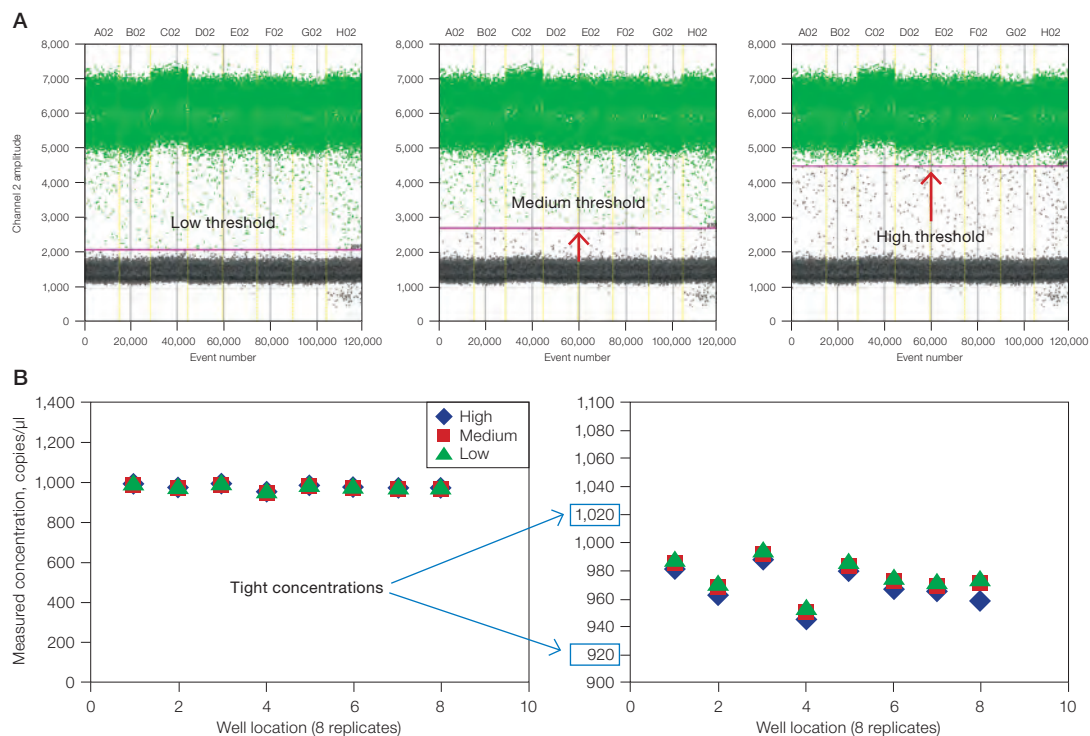 A
A02 B02 C02 D02 E02 F02 G02 H02
A02 B02 C02 D02 E02 F02 G02 H02
A02 B02 C02 D02 E02 F02 G02 H02
Channel 2 amplitude
8,000
7,000
6,000
5,000
4,000
3,000
2,000
1,000
0
Low threshold
0 20,000 40,000 60,000 80,000 100,000 120,000
Event number
8,000
7,000
6,000
5,000
4,000
3,000
2,000
1,000
0
Medium threshold
0 20,000 40,000 60,000 80,000 100,000 120,000
Event number
8,000
7,000
6,000
5,000
4,000
3,000
2,000
1,000
0
High threshold
0 20,000 40,000 60,000 80,000 100,000 120,000
Event number
B
Measured concentration, copies/µl
1,400
1,200
1,000
800
600
400
200
0
High
Medium
Low
Tight concentrations
0 2 4 6 8 10
Well location (8 replicates)
1,100
1,080
1,060
1,040
1,020
1,000
980
960
940
920
900
0 2 4 6 8 10
Well location (8 replicates)